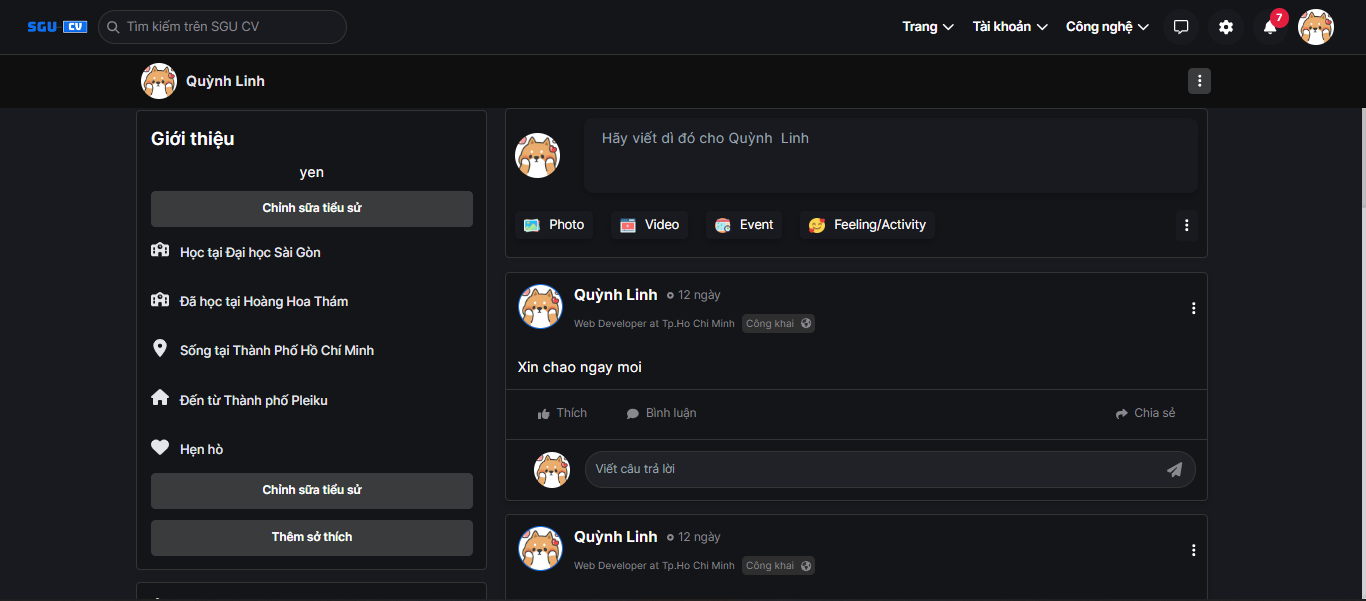 SGU CV
Tìm kiếm trên SGU CV
Trang
Tài khoản
Công nghệ
7
Quỳnh Linh
Giới thiệu
yen
Chỉnh sữa tiểu sử
Học tại Đại học Sài Gòn
Đã học tại Hoàng Hoa Thám
Sống tại Thành Phố Hồ Chí Minh
Đến từ Thành phố Pleiku
Hẹn hò
Chỉnh sữa tiểu sử
Thêm sở thích
Hãy viết dì đó cho Quỳnh Linh
Photo
Video
Event
Feeling/Activity
Quỳnh Linh 12 ngày
Web Developer at Tp.Ho Chi Minh Công khai
Xin chao ngay moi
Thích
Bình luận
Chia sẻ
Viết câu trả lời
Quỳnh Linh 12 ngày
Web Developer at Tp.Ho Chi Minh Công khai